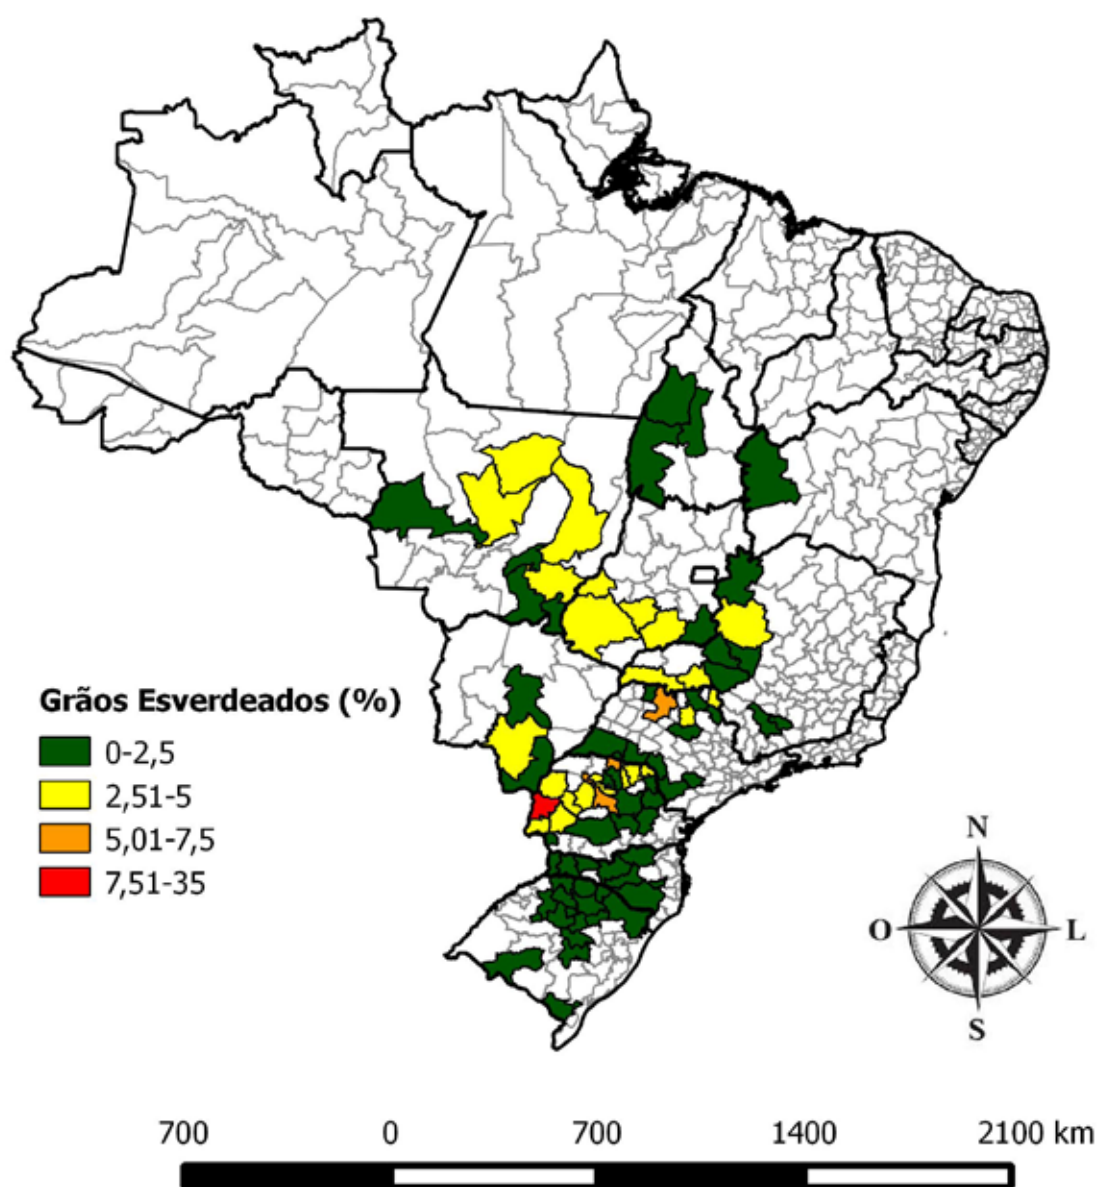 Grãos Esverdeados (%)
0-2,5
2,51-5
5,01-7,5
7,51-35
N
O L
S
700 0 700 1400 2100 km